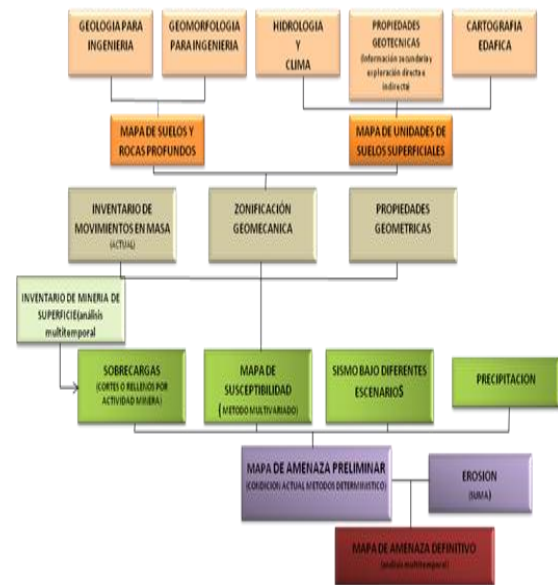 GEOLOGIA PARA
INGENIERIA
GEOMORFOLOGIA
PARA INGENIERIA
HIDROLOGIA
Y
CLIMA
PROPIEDADES
GEOTECNICAS
(Información secundaria y
exploración directa e
indirecta)
CARTOGRAFIA
EDAFICA
MAPA DE SUELOS Y
ROCAS PROFUNDOS
MAPA DE UNIDADES DE
SUELOS SUPERFICIALES
INVENTARIO DE
MOVIMIENTOS EN MASA
(ACTUAL)
ZONIFICACIÓN
GEOMECANICA
PROPIEDADES
GEOMETRICAS
INVENTARIO DE MINERIA DE
SUPERFICIE(análisis
multitemporal
SOBRECARGAS
(CORTES O RELLENOS POR
ACTIVIDAD MINERA)
MAPA DE
SUSCEPTIBILIDAD
( METODO MULTIVARIADO)
SISMO BAJO DIFERENTES
ESCENARIOS
PRECIPITACION
MAPA DE AMENAZA PRELIMINAR
(CONDICION ACTUAL METODOS DETERMINISTICO)
EROSION
(SUMA)
MAPA DE AMENAZA DEFINITIVO
(análisis multitemporal)